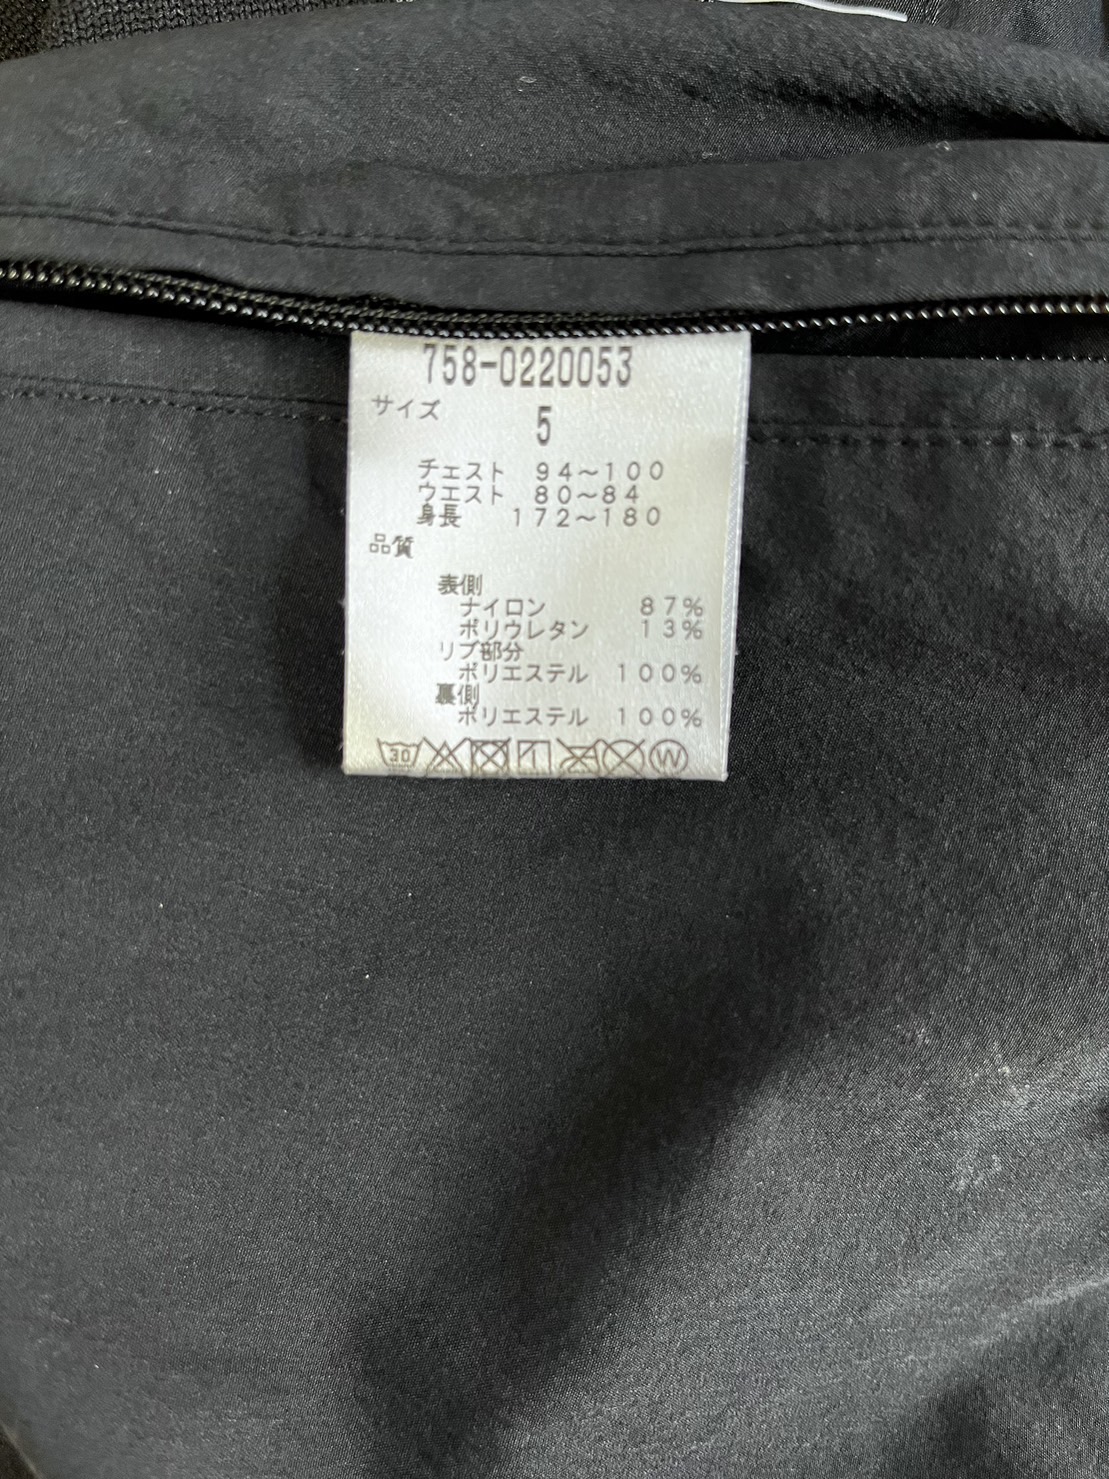 758-0220053
サイズ 5
チェスト 94～100
ウエスト 80～84
身長 172～180
品質
表側
ナイロン 87%
ポリウレタン 13%
リブ部分
ポリエステル 100%
裏側
ポリエステル 100%
30 W